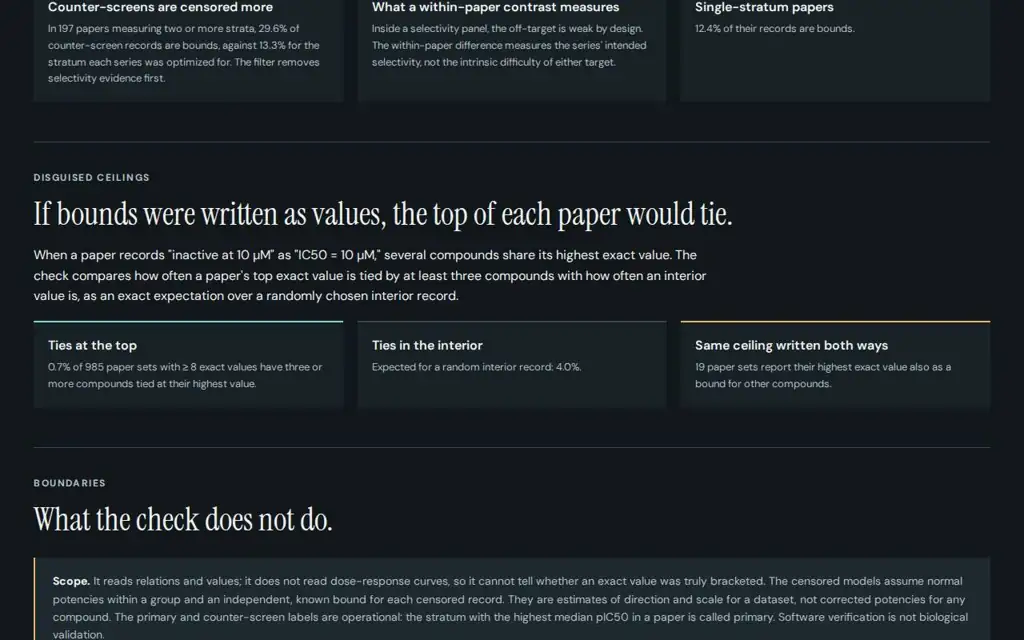 Counter-screens are censored more
In 197 papers measuring two or more strata, 29.6% of
counter-screen records are bounds, against 13.3% for the
stratum each series was optimized for. The filter removes
selectivity evidence first.
What a within-paper contrast measures
Inside a selectivity panel, the off-target is weak by design.
The within-paper difference measures the series' intended
selectivity, not the intrinsic difficulty of either target.
Single-stratum papers
12.4% of their records are bounds.
DISGUISED CEILINGS
If bounds were written as values, the top of each paper would tie.
When a paper records "inactive at 10 µM" as "IC50 = 10 µM," several compounds share its highest exact value. The
check compares how often a paper's top exact value is tied by at least three compounds with how often an interior
value is, as an exact expectation over a randomly chosen interior record.
Ties at the top
0.7% of 985 paper sets with ≥ 8 exact values have three or
more compounds tied at their highest value.
Ties in the interior
Expected for a random interior record: 4.0%.
Same ceiling written both ways
19 paper sets report their highest exact value also as a
bound for other compounds.
BOUNDARIES
What the check does not do.
Scope. It reads relations and values; it does not read dose-response curves, so it cannot tell whether an exact value was truly bracketed. The censored models assume normal
potencies within a group and an independent, known bound for each censored record. They are estimates of direction and scale for a dataset, not corrected potencies for any
compound. The primary and counter-screen labels are operational: the stratum with the highest median pIC50 in a paper is called primary. Software verification is not biological
validation.